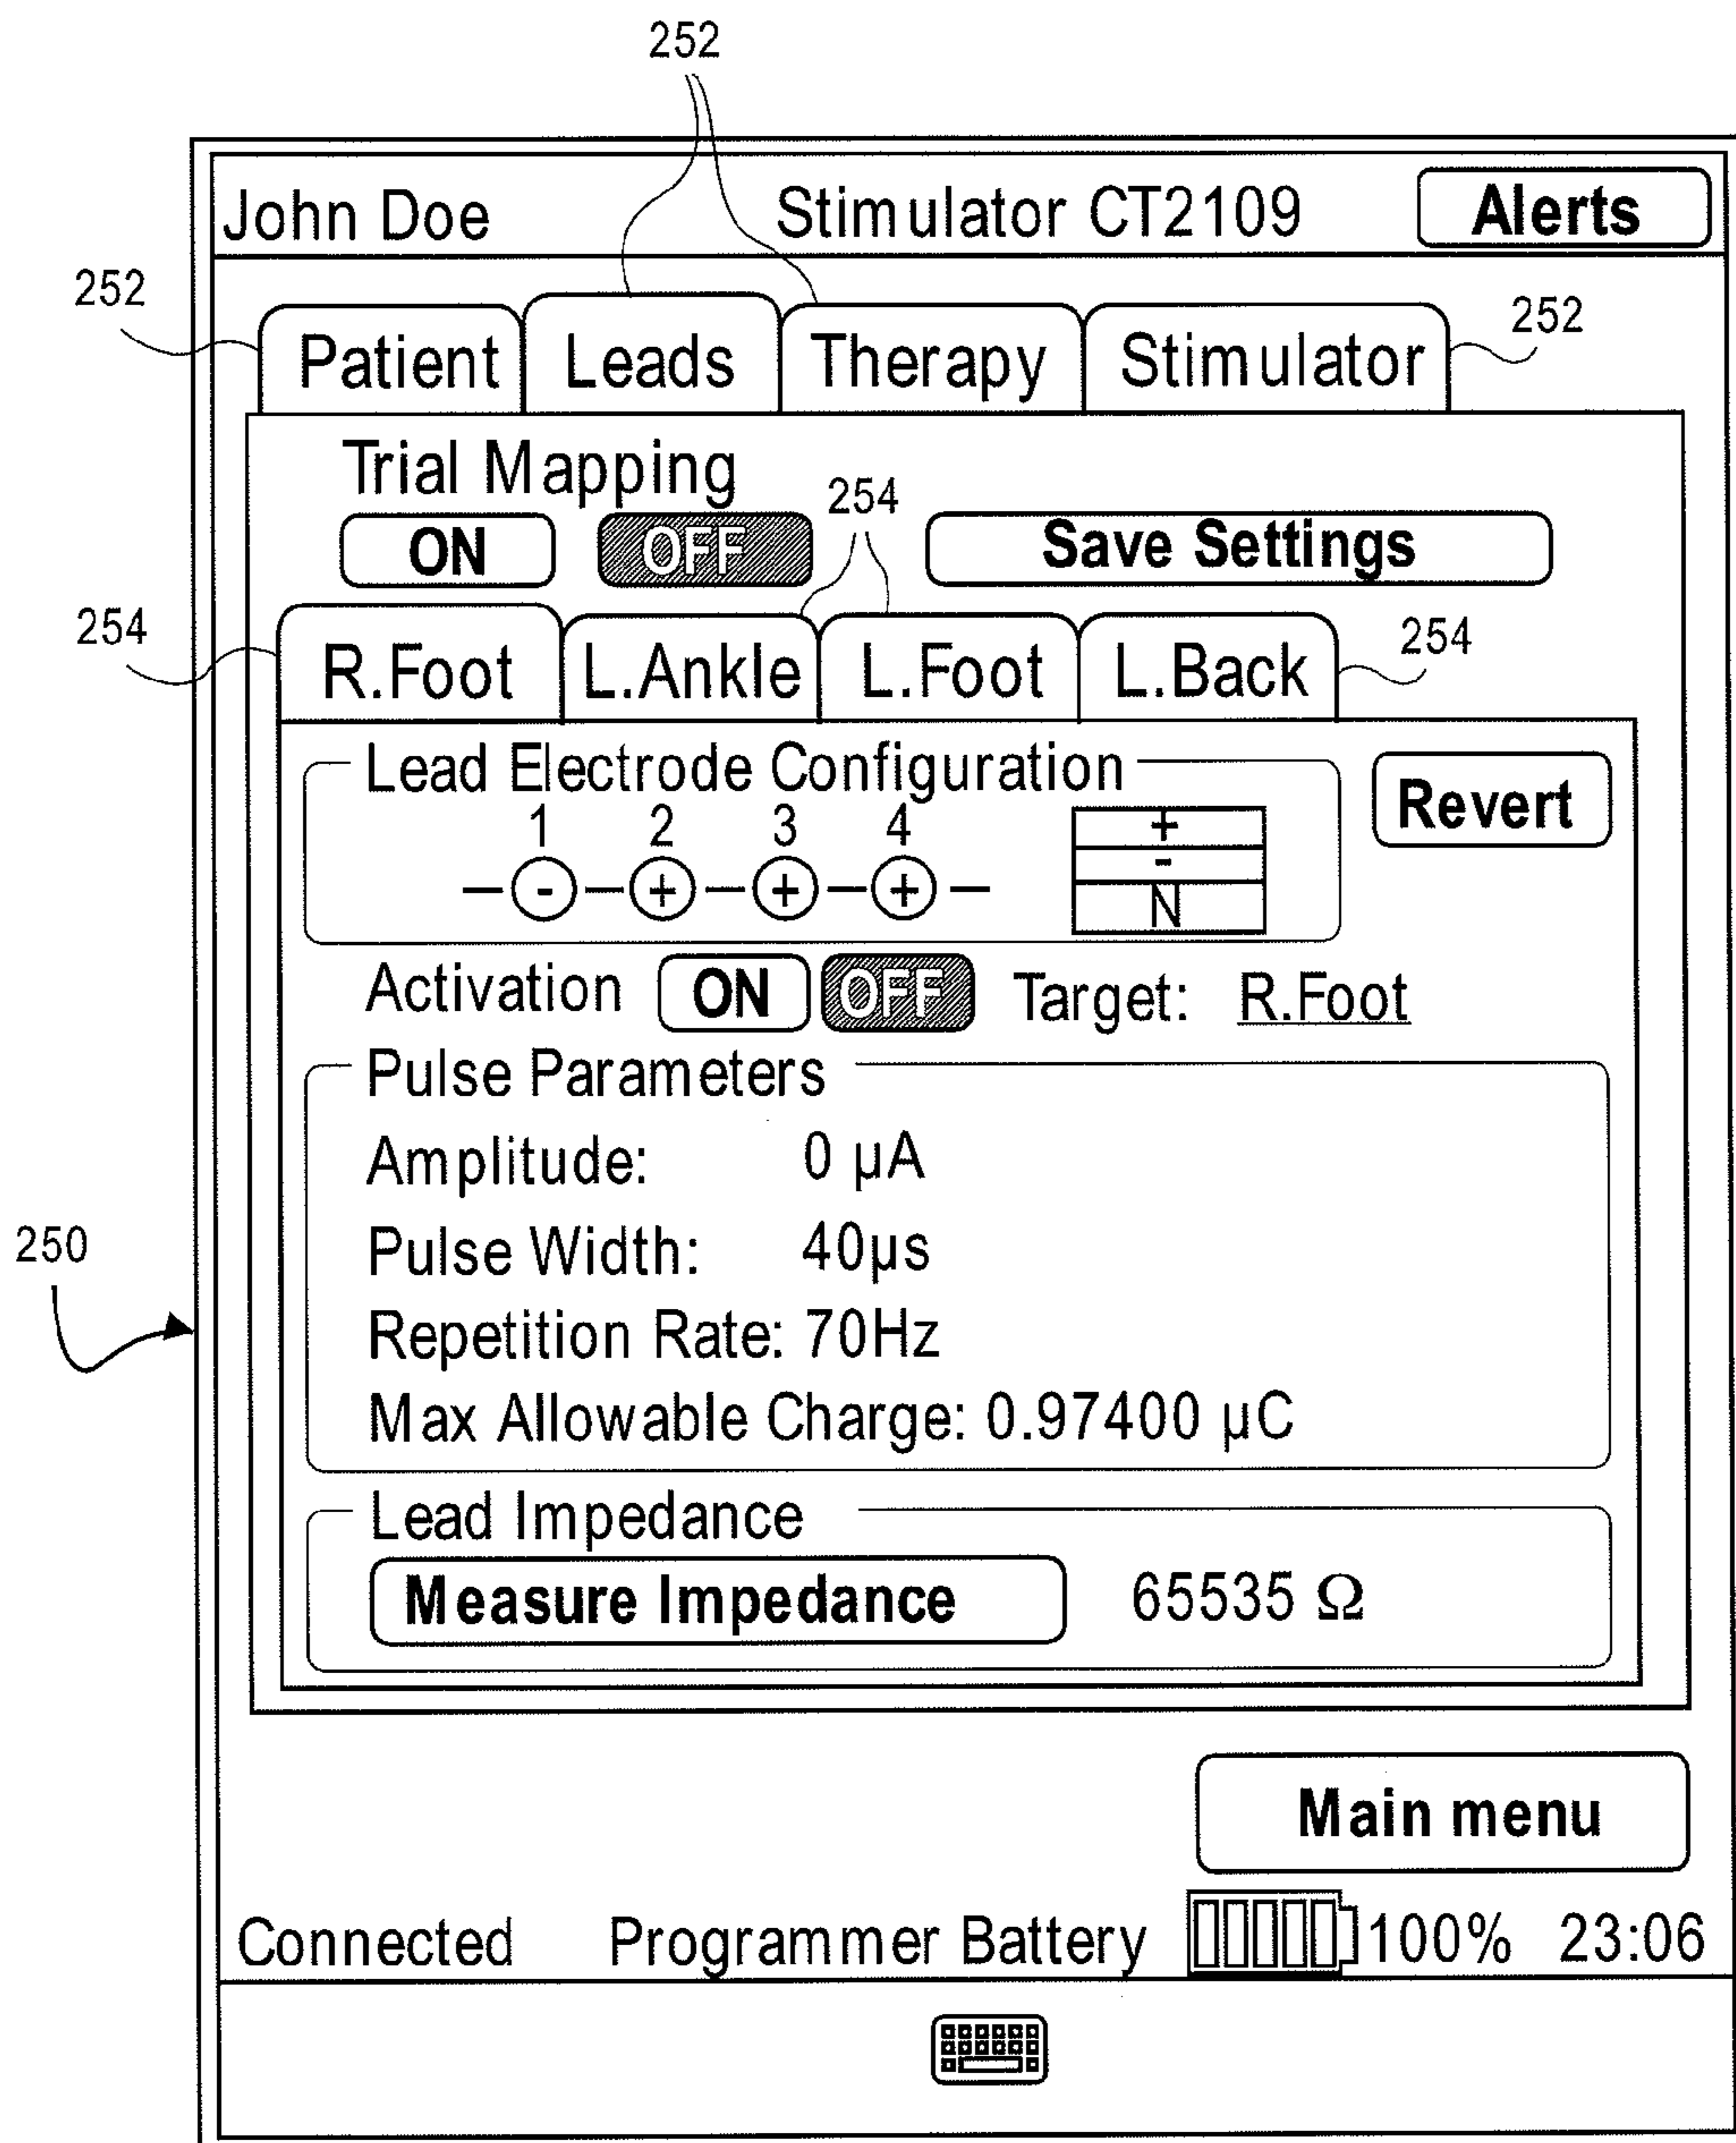 252
John Doe Stimulator CT2109 Alerts
252 252
Patient Leads Therapy Stimulator
Trial Mapping
254
ON OFF Save Settings
254 254
R.Foot L.Ankle L.Foot L.Back
Lead Electrode Configuration
Revert
1 2 3 4
+
-
- + + +
N
Activation ON OFF Target: R.Foot
Pulse Parameters
Amplitude: 0 µA
250
Pulse Width: 40µs
Repetition Rate: 70Hz
Max Allowable Charge: 0.97400 µC
Lead Impedance
Measure Impedance 65535 Ω
Main menu
Connected Programmer Battery 100% 23:06